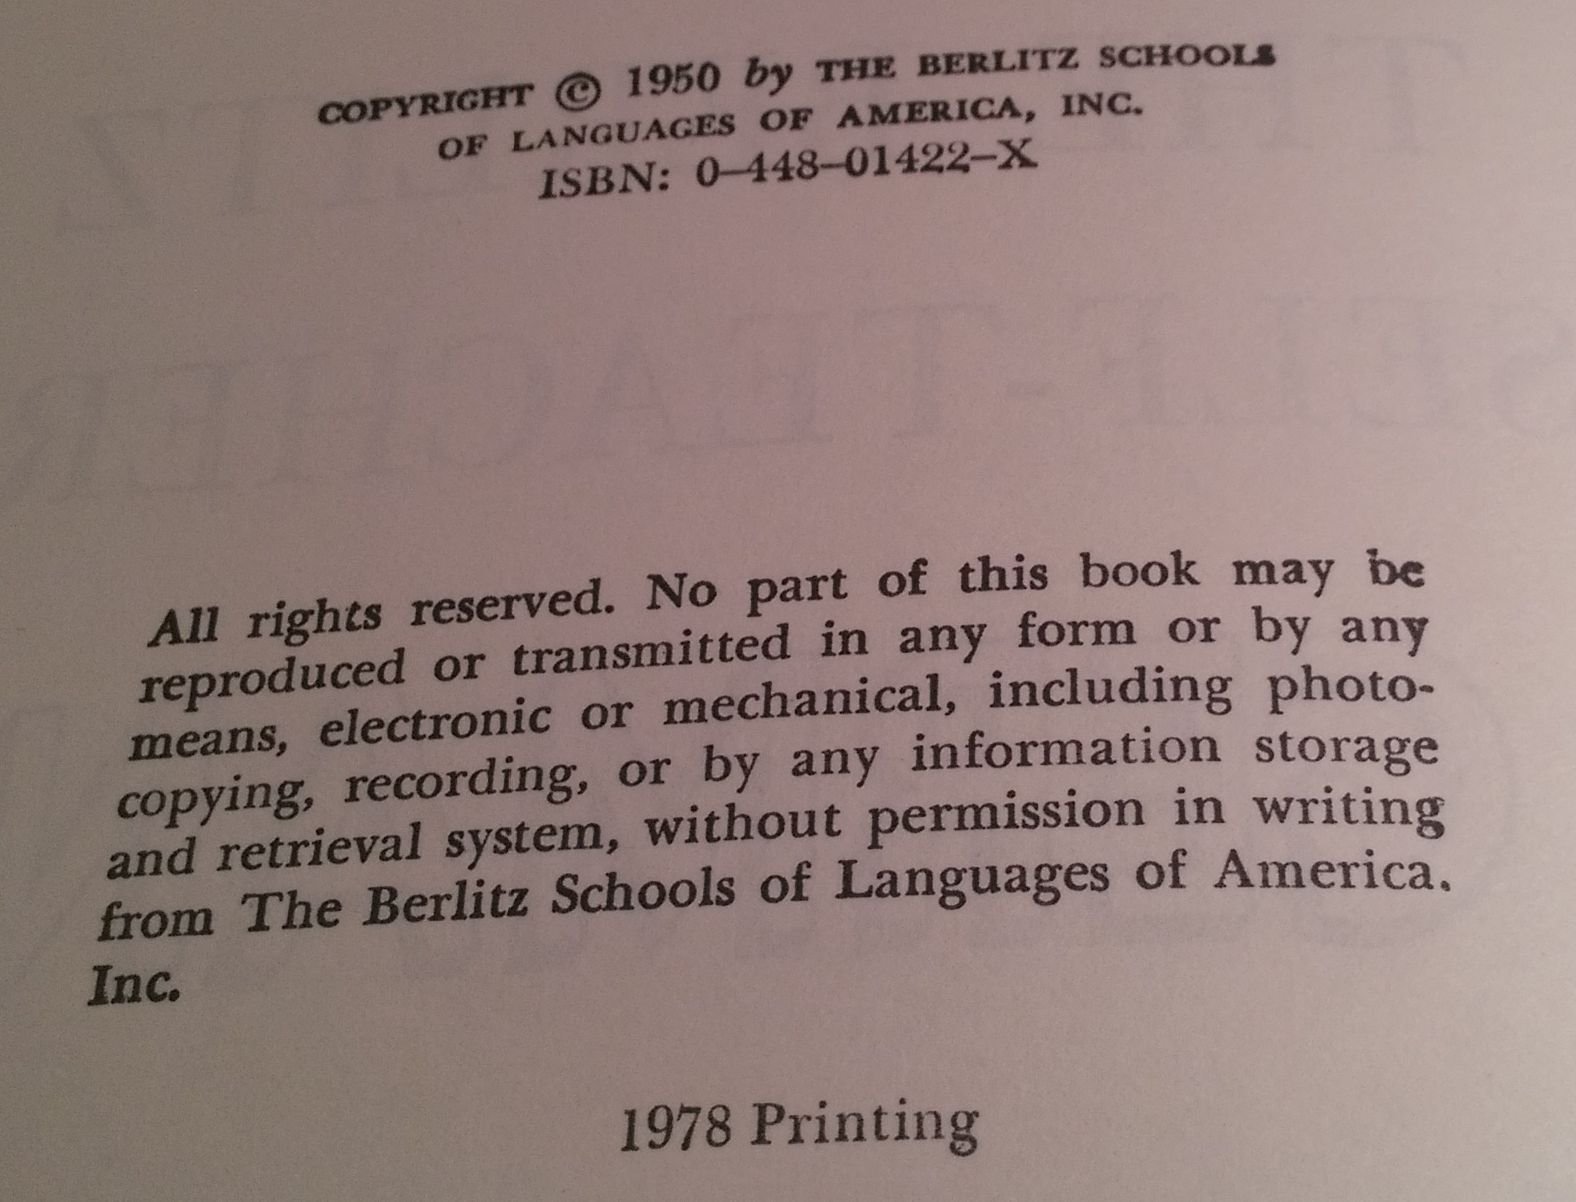 COPYRIGHT © 1950 by THE BERLITZ SCHOOLS
OF LANGUAGES OF AMERICA, INC.
ISBN: 0-448-01422-X
All rights reserved. No part of this book may be
reproduced or transmitted in any form or by any
means, electronic or mechanical, including photo-
copying, recording, or by any information storage
and retrieval system, without permission in writing
from The Berlitz Schools of Languages of America.
Inc.
1978 Printing